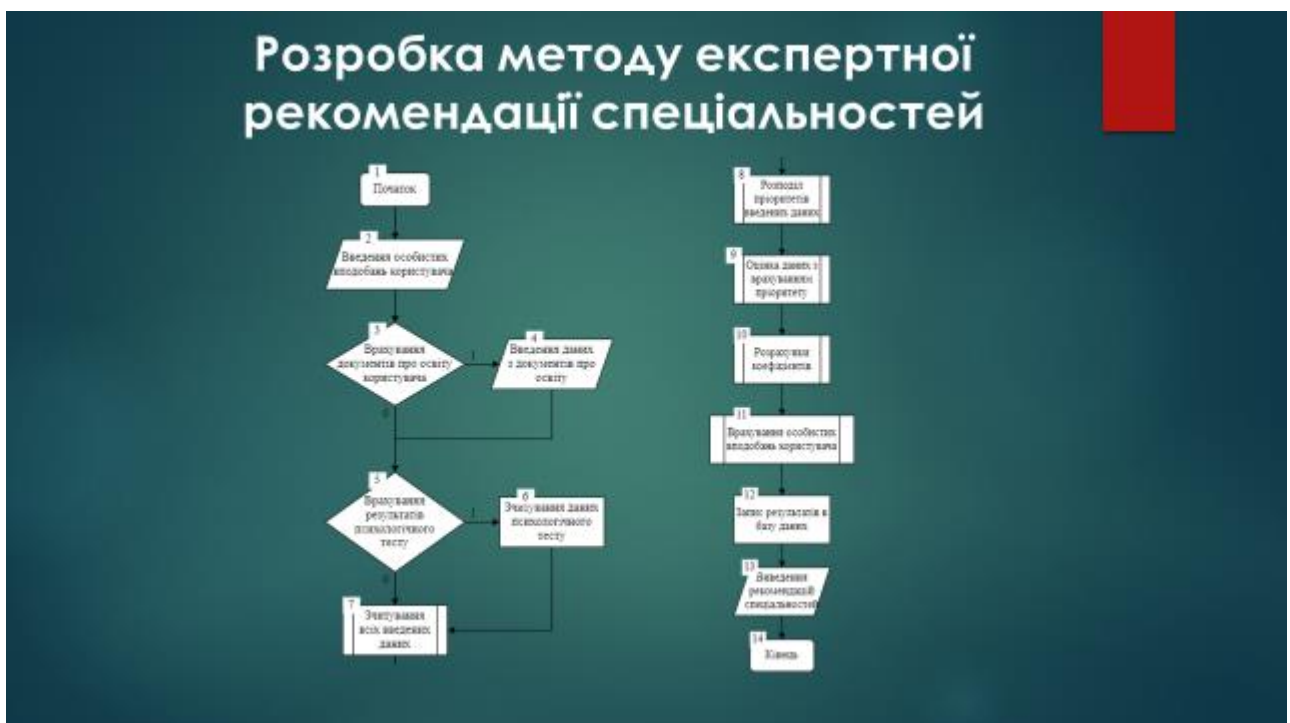 Розробка методу експертної
рекомендації спеціальностей
1
Початок
2
Введення особистих
вподобань користувача
3
Врахування
документів про освіту
користувача
1
4
Введення даних
з документів про
освіту
0
5
Врахування
результатів
психологічного
тесту
1
6
Зчитування даних
психологічного
тесту
0
7
Зчитування
всіх введених
даних
8
Розподіл
пріоритетів
введених даних
9
Оцінка даних з
врахуванням
пріоритету
10
Розрахунки
коефіцієнтів
11
Врахування особистих
вподобань користувача
12
Запис результатів в
базу даних
13
Виведення
рекомендацій
спеціальностей
14
Кінець